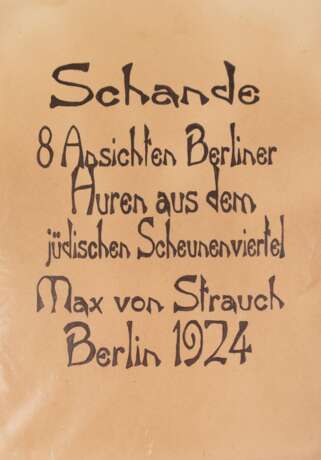 Schande
8 Ansichten Berliner
Huren aus dem
jüdischen Scheunenviertel
Max von Strauch
Berlin 1924